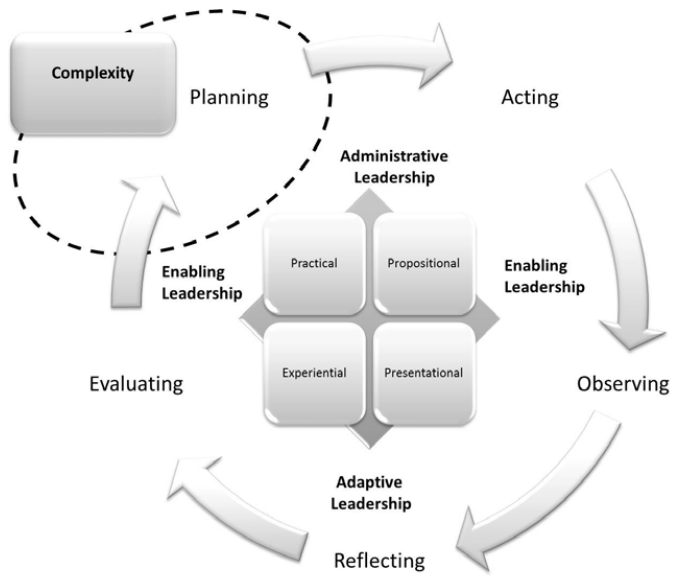 Complexity
Planning
Acting
Administrative
Leadership
Practical
Propositional
Enabling
Leadership
Enabling
Leadership
Experiential
Presentational
Evaluating
Observing
Adaptive
Leadership
Reflecting